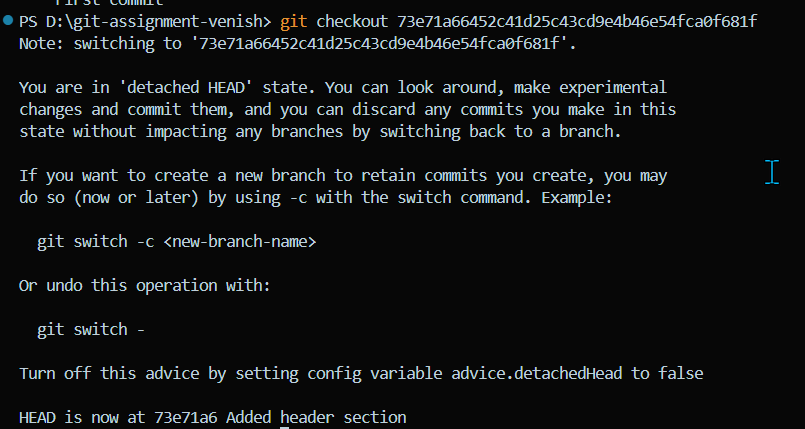 First commit
PS D:\git-assignment-venish> git checkout 73e71a66452c41d25c43cd9e4b46e54fca0f681f
Note: switching to '73e71a66452c41d25c43cd9e4b46e54fca0f681f'.
You are in 'detached HEAD' state. You can look around, make experimental
changes and commit them, and you can discard any commits you make in this
state without impacting any branches by switching back to a branch.
If you want to create a new branch to retain commits you create, you may
do so (now or later) by using -c with the switch command. Example:
git switch -c <new-branch-name>
Or undo this operation with:
git switch -
Turn off this advice by setting config variable advice.detachedHead to false
HEAD is now at 73e71a6 Added header section